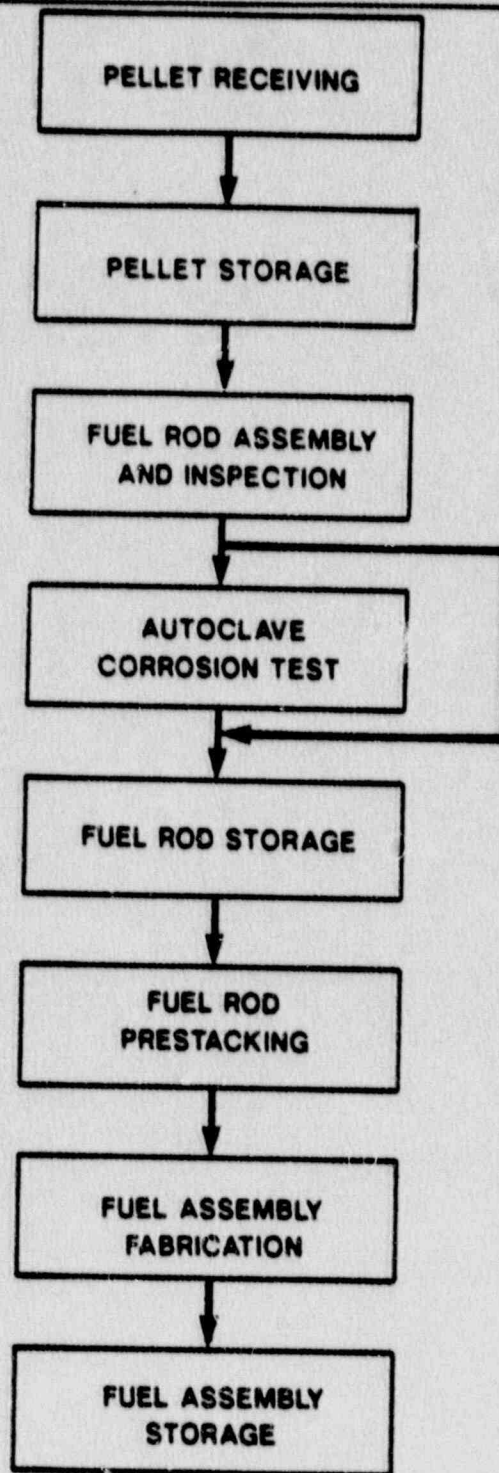 PELLET RECEIVING
PELLET STORAGE
FUEL ROD ASSEMBLY
AND INSPECTION
AUTOCLAVE
CORROSION TEST
FUEL ROD STORAGE
FUEL ROD
PRESTACKING
FUEL ASSEMBLY
FABRICATION
FUEL ASSEMBLY
STORAGE